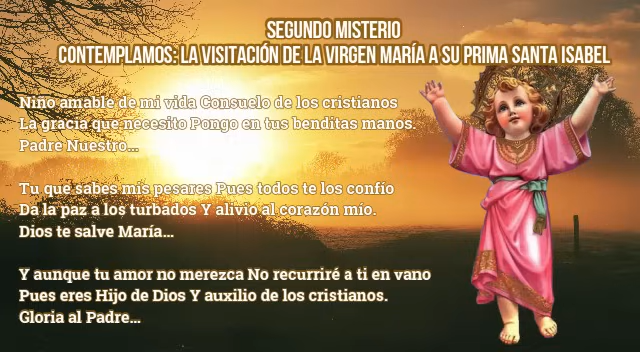 SEGUNDO MISTERIO
CONTEMPLAMOS: LA VISITACIÓN DE LA VIRGEN MARÍA A SU PRIMA SANTA ISABEL
Niño amable de mi vida Consuelo de los cristianos
La gracia que necesito Pongo en tus benditas manos.
Padre Nuestro...
Tu que sabes mis pesares Pues todos te los confio
Da la paz a los turbados Y alivio al corazón mio.
Dios te salve María...
Y aunque tu amor no merezca No recurriré a ti en vano
Pues eres Hijo de Dios Y auxilio de los cristianos.
Gloria al Padre...